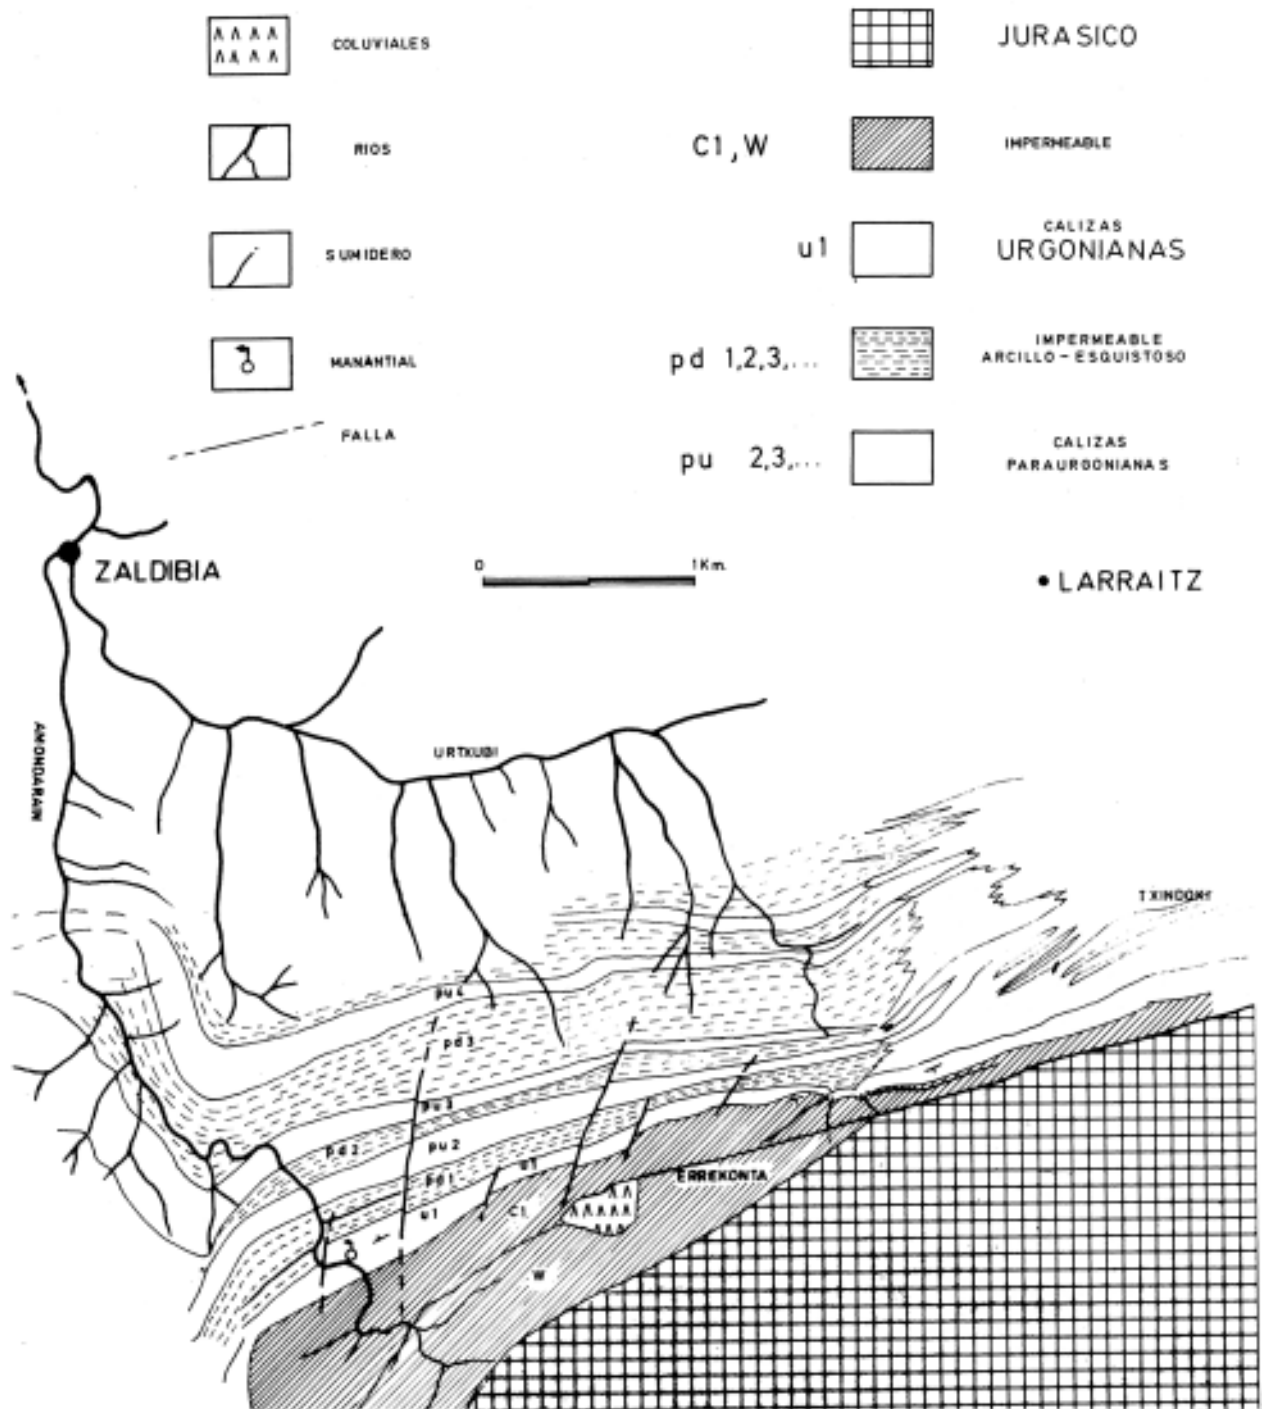 COLUVIALES
RIOS
SUMIDERO
MANANTIAL
FALLA
JURASICO
C1, W
IMPERMEABLE
u1
CALIZAS
URGONIANAS
pd 1,2,3,...
IMPERMEABLE
ARCILLO-ESQUISTOSO
pu 2,3,...
CALIZAS
PARAURGONIANAS
ZALDIBIA
0
1Km.
LARRAITZ
AMONDARAIN
URTXUBI
TXINDOKI
pu4
pd3
pu3
pd2
pu2
pd1
u1
u1
C1
ERREKONTA
W